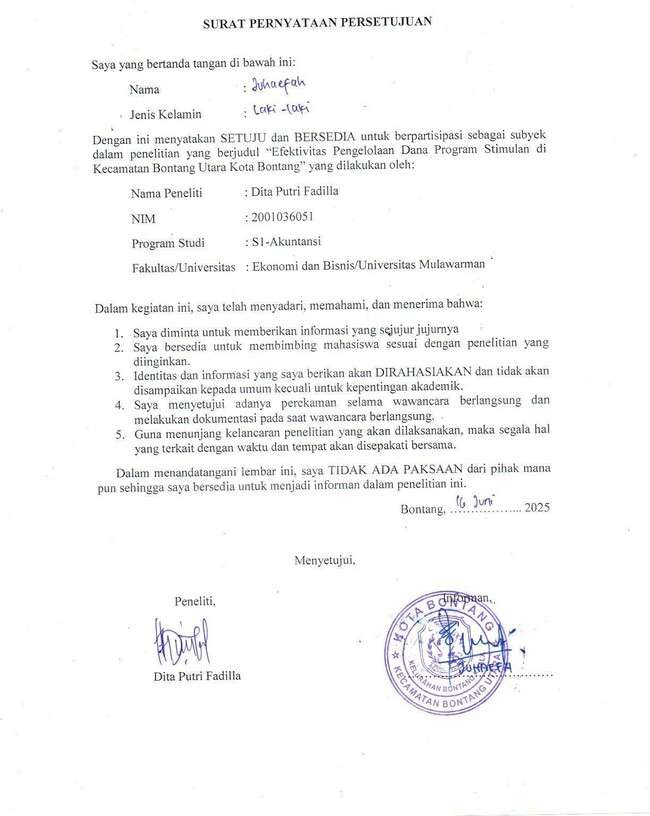 SURAT PERNYATAAN PERSETUJUAN
Saya yang bertanda tangan di bawah ini:
Nama : Juhaefah
Jenis Kelamin : Laki-laki
Dengan ini menyatakan SETUJU dan BERSEDIA untuk berpartisipasi sebagai subyek
dalam penelitian yang berjudul “Efektivitas Pengelolaan Dana Program Stimulan di
Kecamatan Bontang Utara Kota Bontang” yang dilakukan oleh:
Nama Peneliti : Dita Putri Fadilla
NIM : 2001036051
Program Studi : S1-Akuntansi
Fakultas/Universitas : Ekonomi dan Bisnis/Universitas Mulawarman
Dalam kegiatan ini, saya telah menyadari, memahami, dan menerima bahwa:
1. Saya diminta untuk memberikan informasi yang sejujur jujurnya
2. Saya bersedia untuk membimbing mahasiswa sesuai dengan penelitian yang
diinginkan.
3. Identitas dan informasi yang saya berikan akan DIRAHASIAKAN dan tidak akan
disampaikan kepada umum kecuali untuk kepentingan akademik.
4. Saya menyetujui adanya perekaman selama wawancara berlangsung dan
melakukan dokumentasi pada saat wawancara berlangsung.
5. Guna menunjang kelancaran penelitian yang akan dilaksanakan, maka segala hal
yang terkait dengan waktu dan tempat akan disepakati bersama.
Dalam menandatangani lembar ini, saya TIDAK ADA PAKSAAN dari pihak mana
pun sehingga saya bersedia untuk menjadi informan dalam penelitian ini.
Bontang, 16 Juni 2025
Menyetujui,
Peneliti,
Informan,
KOTA BONTANG
KELURAHAN BONTANG
KECAMATAN BONTANG UTARA
JUHAEFA
Dita Putri Fadilla